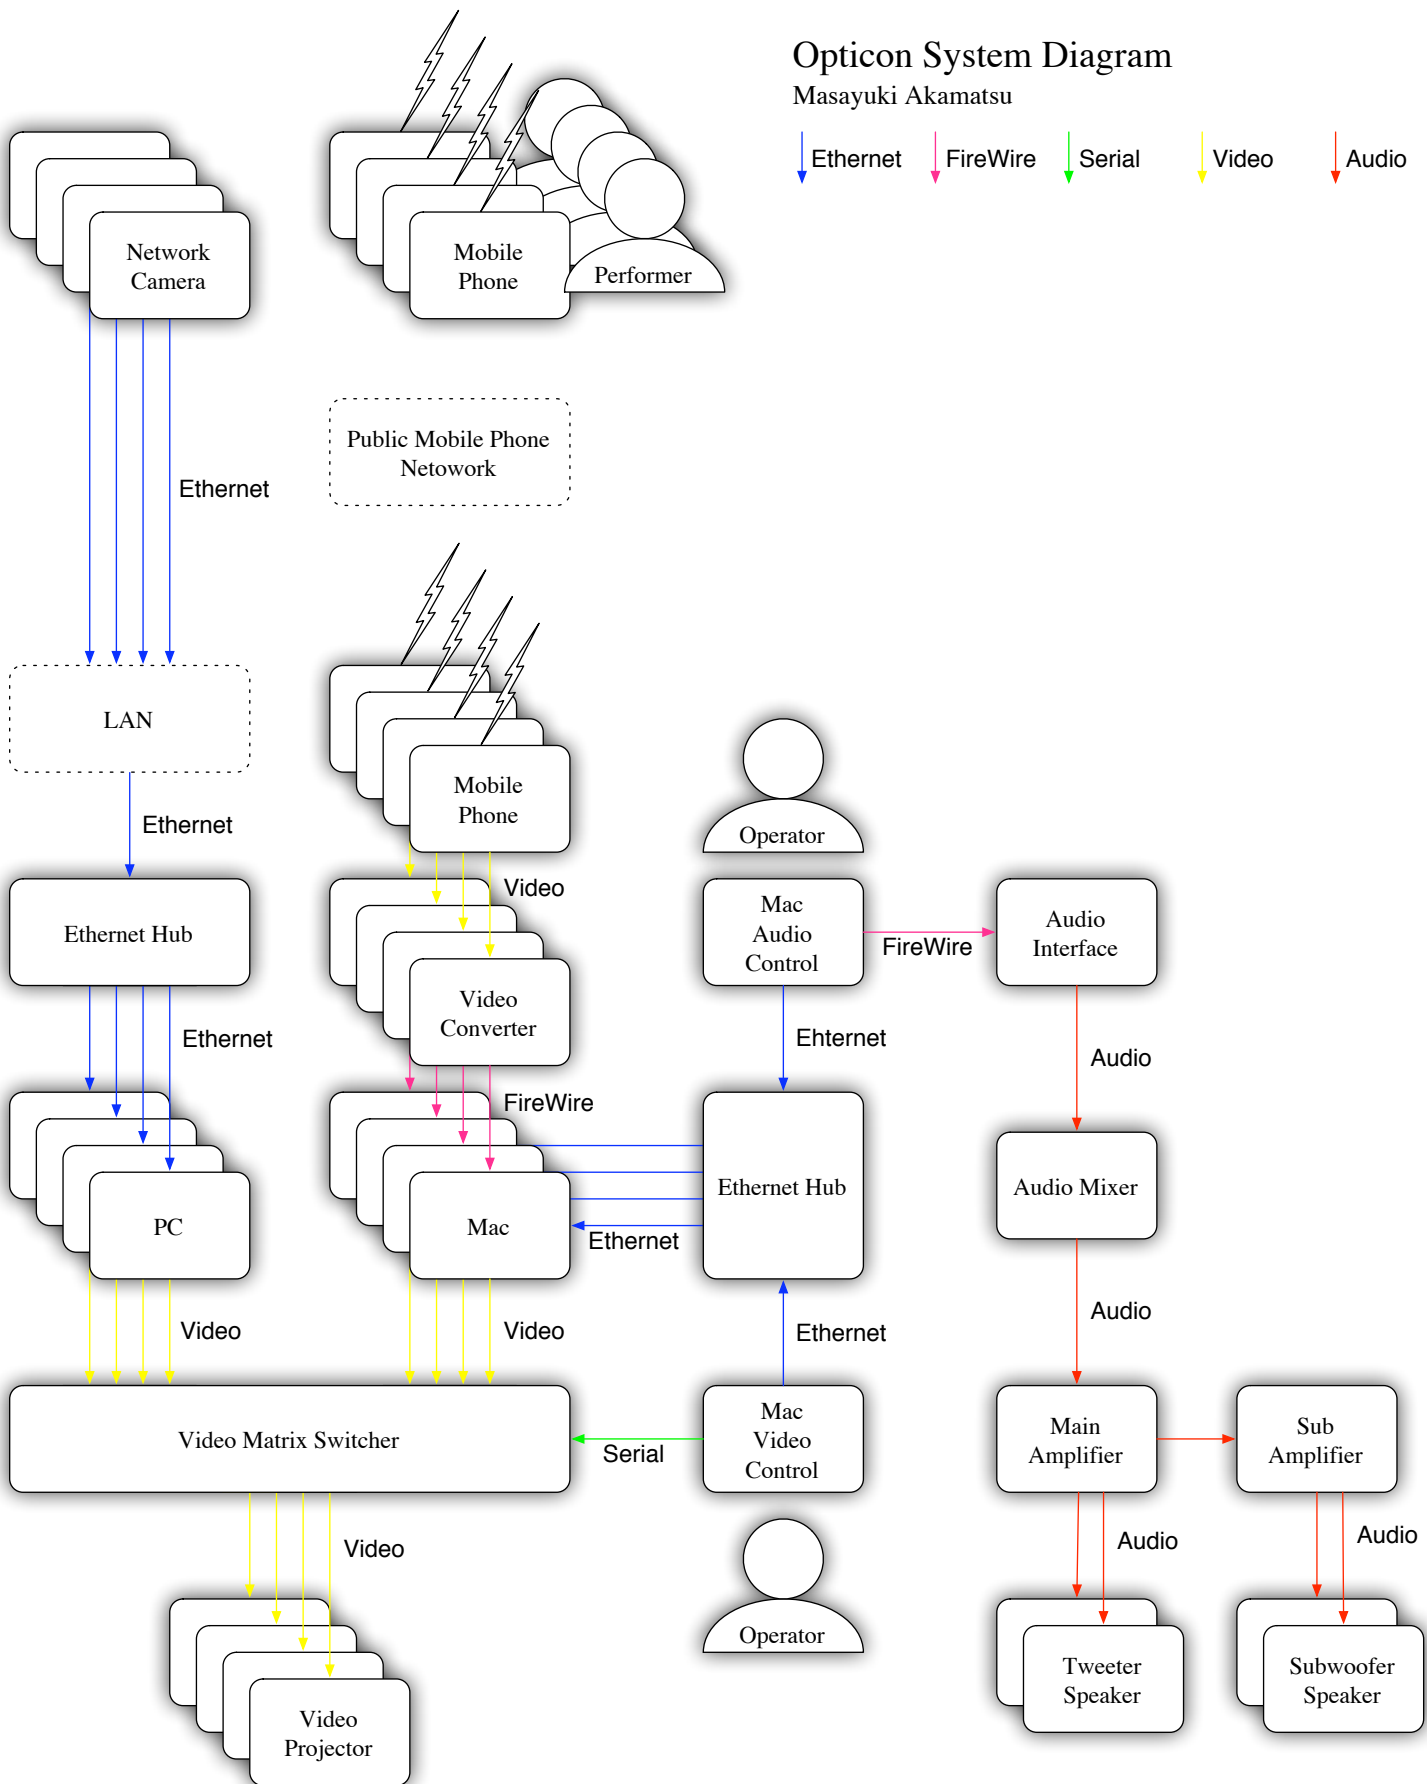 Opticon System Diagram
Masayuki Akamatsu
Ethernet
FireWire
Serial
Video
Audio
Network
Camera
Mobile
Phone
Performer
Public Mobile Phone
Netowork
Ethernet
LAN
Ethernet
Mobile
Phone
Operator
Video
Ethernet Hub
Mac
Audio
Control
FireWire
Audio
Interface
Video
Converter
Ethernet
Ehternet
Audio
FireWire
Ethernet Hub
Audio Mixer
PC
Mac
Ethernet
Video
Video
Ethernet
Audio
Video Matrix Switcher
Serial
Mac
Video
Control
Main
Amplifier
Sub
Amplifier
Video
Audio
Audio
Operator
Tweeter
Speaker
Subwoofer
Speaker
Video
Projector